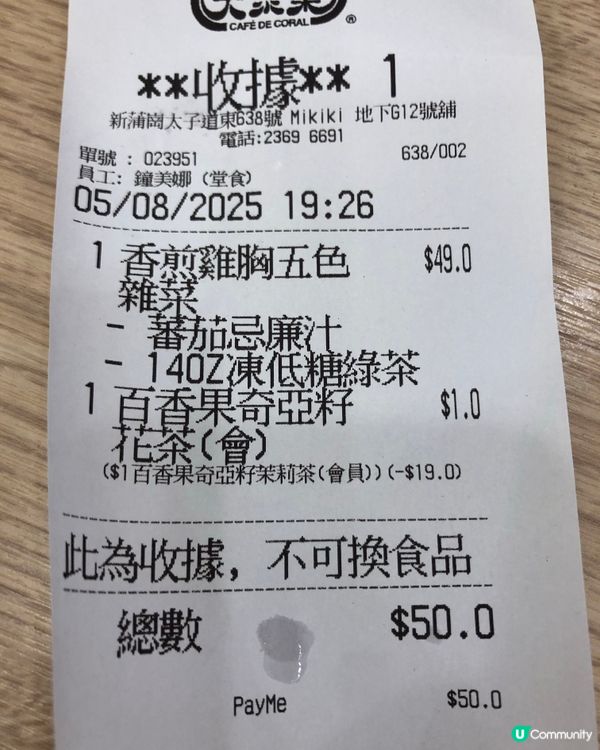 大家樂
CAFÉ DE CORAL ®
**收據** 1
新蒲崗太子道東638號 Mikiki 地下G12號舖
電話:2369 6691
單號 : 023951 638/002
員工: 鐘美娜 (堂食)
05/08/2025 19:26
1 香煎雞胸五色 $49.0
雜菜
- 蕃茄忌廉汁
- 14OZ凍低糖綠茶
1 百香果奇亞籽 $1.0
花茶(會)
($1百香果奇亞籽茉莉茶(會員))(-$19.0)
此為收據, 不可換食品
總數 $50.0
PayMe $50.0
U Community